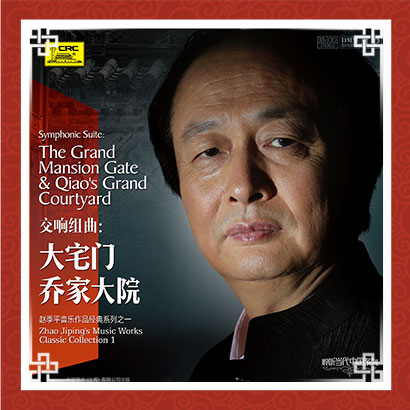 CRC
Symphonic Suite:
The Grand
Mansion Gate
& Qiao's Grand
Courtyard
交响组曲:
大宅门
乔家大院
赵季平音乐作品经典系列之一
Zhao Jiping's Music Works
Classic Collection 1